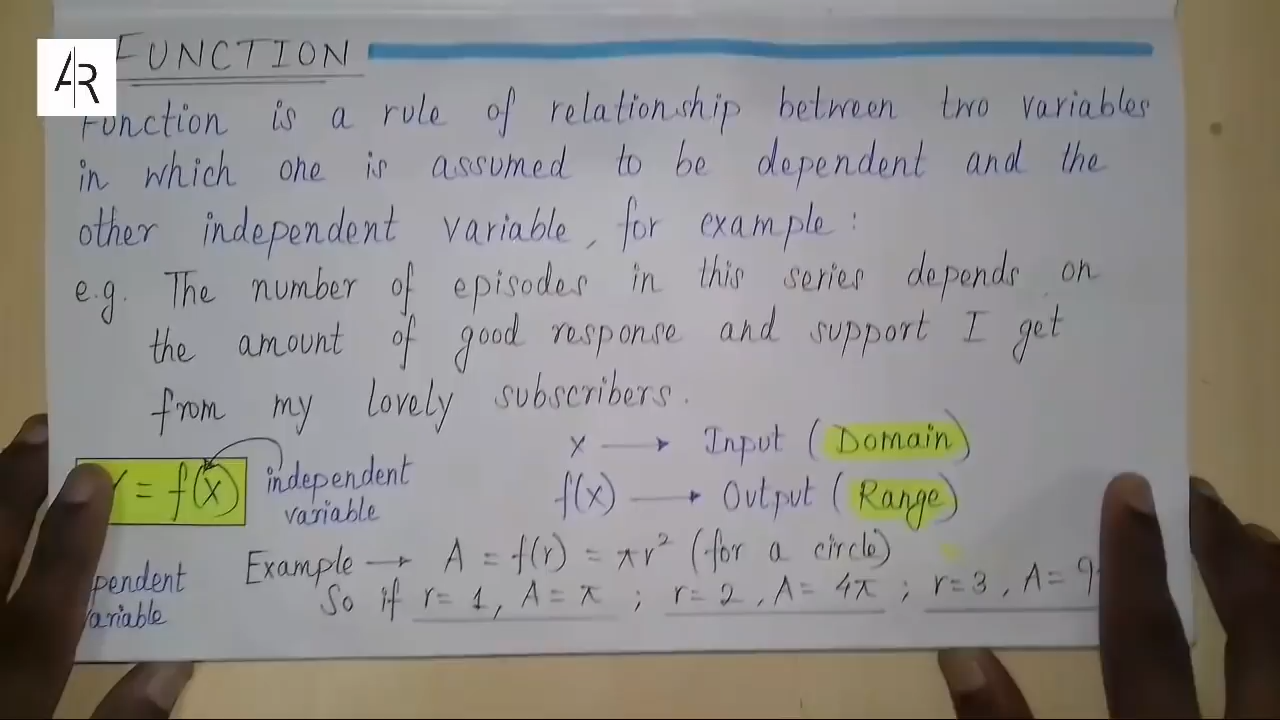 AR
FUNCTION
Function is a rule of relationship between two variables
in which one is assumed to be dependent and the
other independent variable, for example:
e.g. The number of episodes in this series depends on
the amount of good response and support I get
from my lovely subscribers.
x → Input (Domain)
f(x) → Output (Range)
= f(x)
independent
variable
pendent
ariable
Example → A = f(r) = πr² (for a circle)
So if r= 1, A= π ; r= 2, A= 4π ; r=3, A= 9